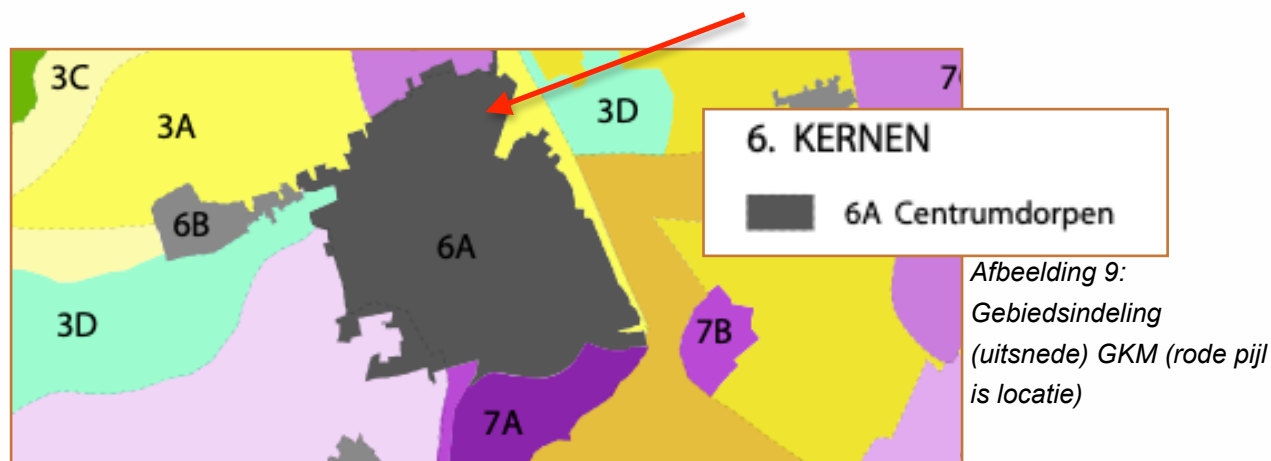 3C
3A
3D
7
6. KERNEN
6A Centrumdorpen
6B
6A
3D
7B
7A
Afbeelding 9:
Gebiedsindeling
(uitsnede) GKM (rode pijl
is locatie)